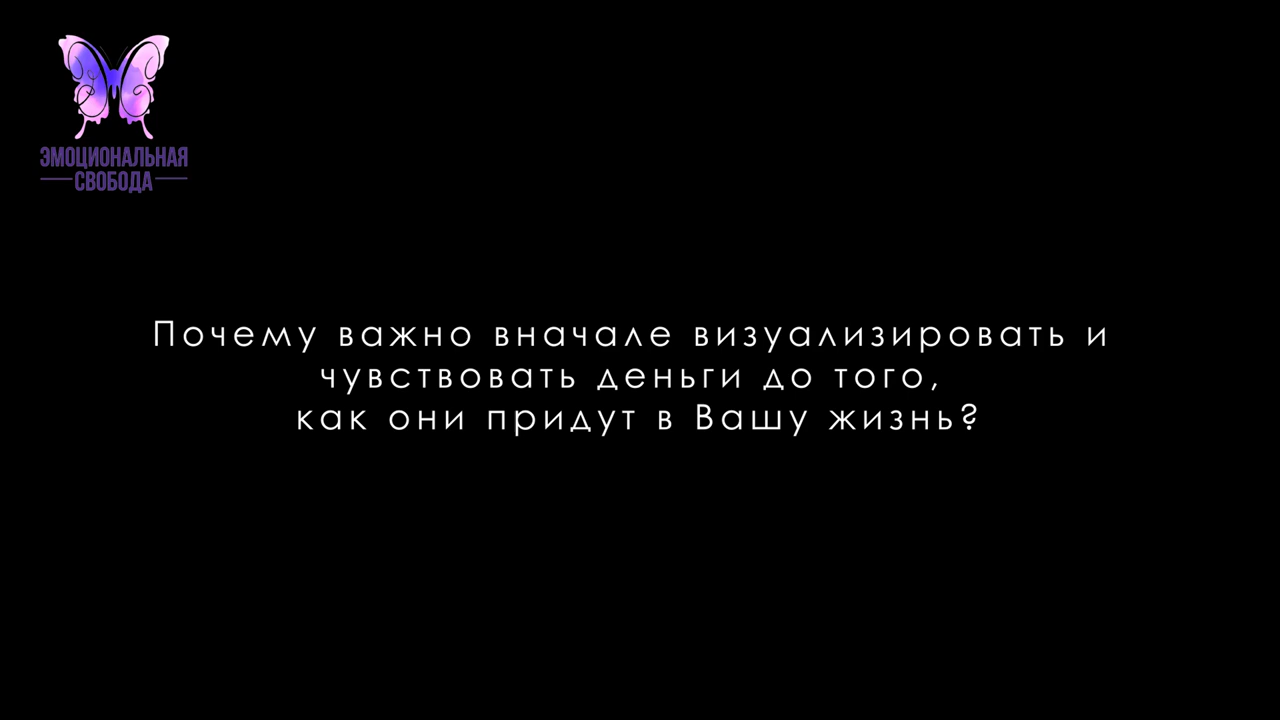 ЭМОЦИОНАЛЬНАЯ
СВОБОДА
Почему важно вначале визуализировать и
чувствовать деньги до того,
как они придут в Вашу жизнь?